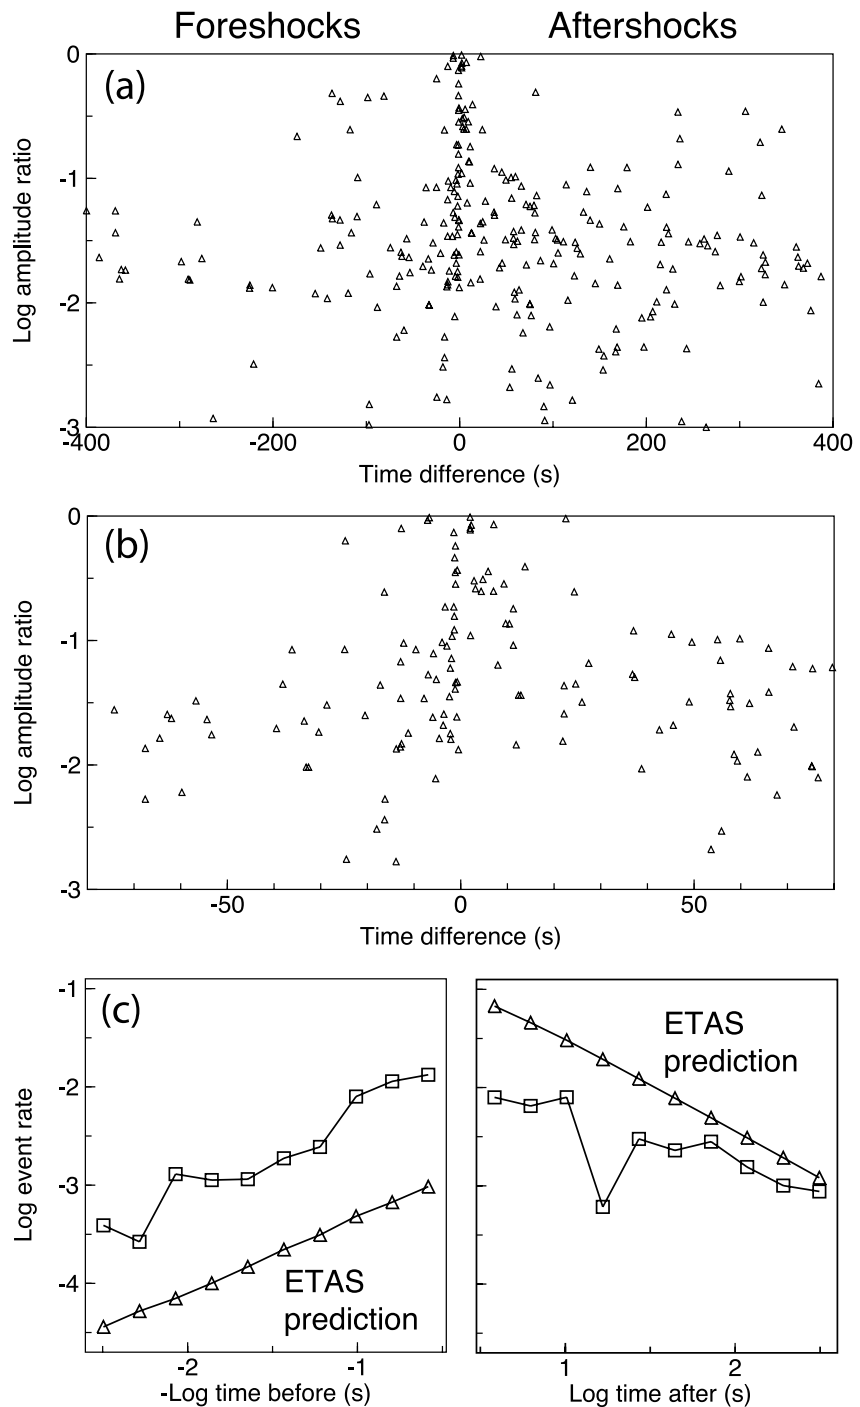 Foreshocks Aftershocks
(a)
Log amplitude ratio
0
-1
-2
-3
-400 -200 0 200 400
Time difference (s)
(b)
Log amplitude ratio
0
-1
-2
-3
-50 0 50
Time difference (s)
(c)
Log event rate
-1
-2
-3
-4
ETAS
prediction
-2 -1
-Log time before (s)
ETAS
prediction
1 2
Log time after (s)